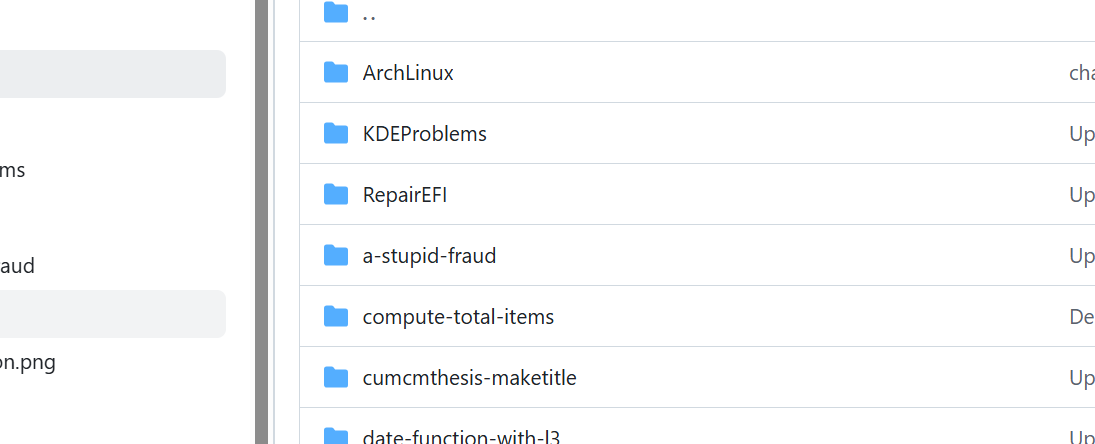 ..
ArchLinux
cha
KDEProblems
Up
ms
RepairEFI
Up
a-stupid-fraud
Up
aud
compute-total-items
De
on.png
cumcmthesis-maketitle
Up
date-function-with-l3
Up